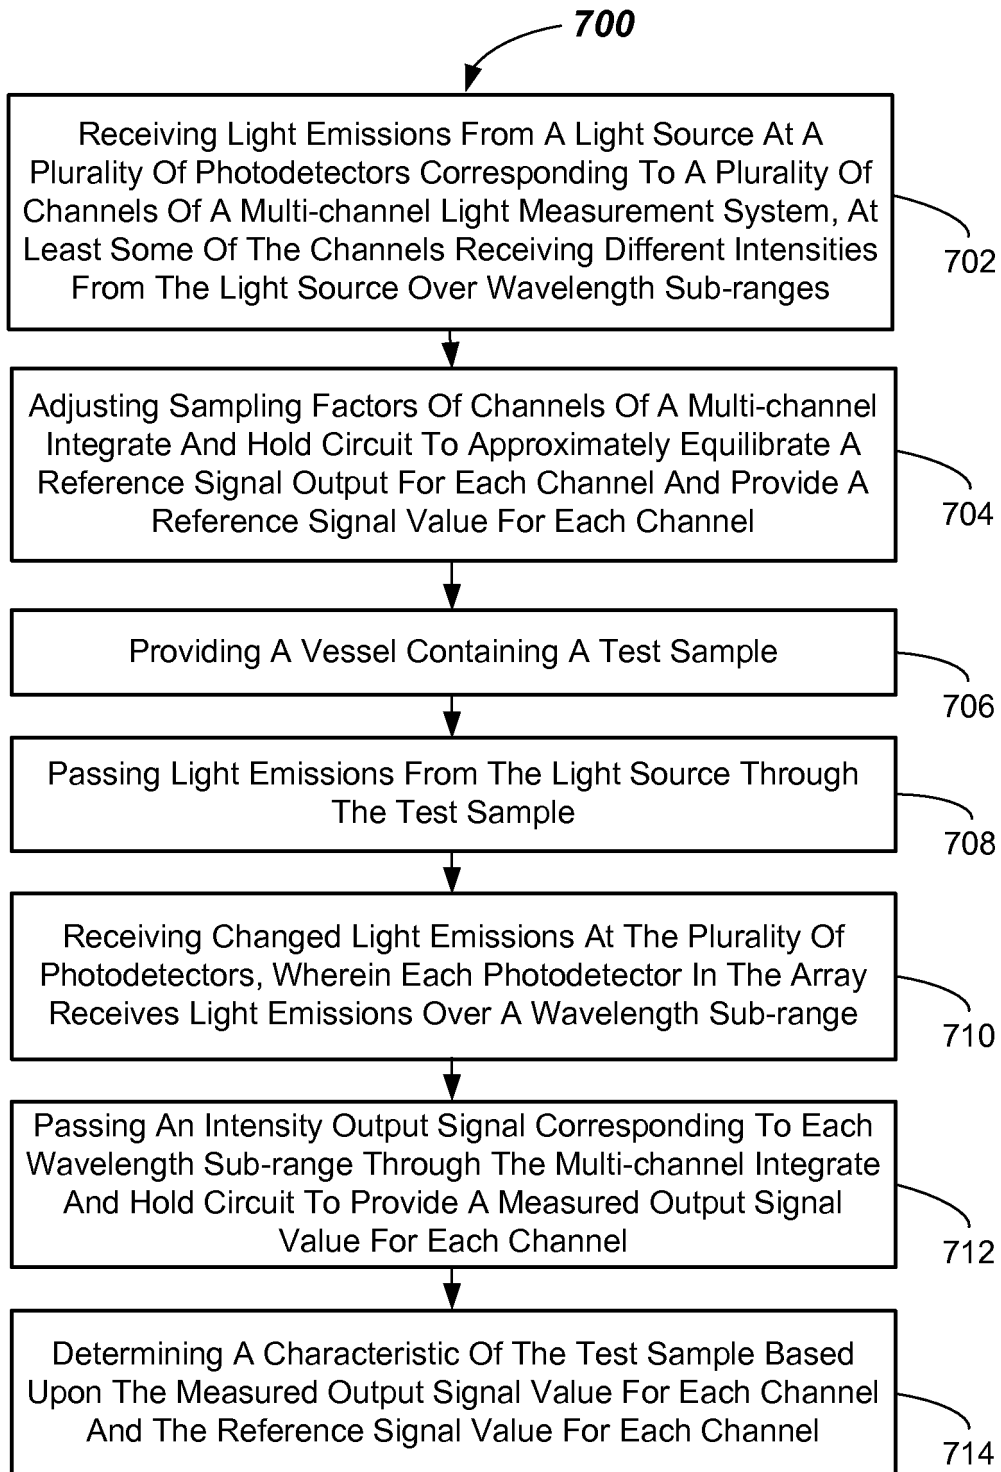 700
Receiving Light Emissions From A Light Source At A
Plurality Of Photodetectors Corresponding To A Plurality Of
Channels Of A Multi-channel Light Measurement System, At
Least Some Of The Channels Receiving Different Intensities
From The Light Source Over Wavelength Sub-ranges
702
Adjusting Sampling Factors Of Channels Of A Multi-channel
Integrate And Hold Circuit To Approximately Equilibrate A
Reference Signal Output For Each Channel And Provide A
Reference Signal Value For Each Channel
704
Providing A Vessel Containing A Test Sample
706
Passing Light Emissions From The Light Source Through
The Test Sample
708
Receiving Changed Light Emissions At The Plurality Of
Photodetectors, Wherein Each Photodetector In The Array
Receives Light Emissions Over A Wavelength Sub-range
710
Passing An Intensity Output Signal Corresponding To Each
Wavelength Sub-range Through The Multi-channel Integrate
And Hold Circuit To Provide A Measured Output Signal
Value For Each Channel
712
Determining A Characteristic Of The Test Sample Based
Upon The Measured Output Signal Value For Each Channel
And The Reference Signal Value For Each Channel
714